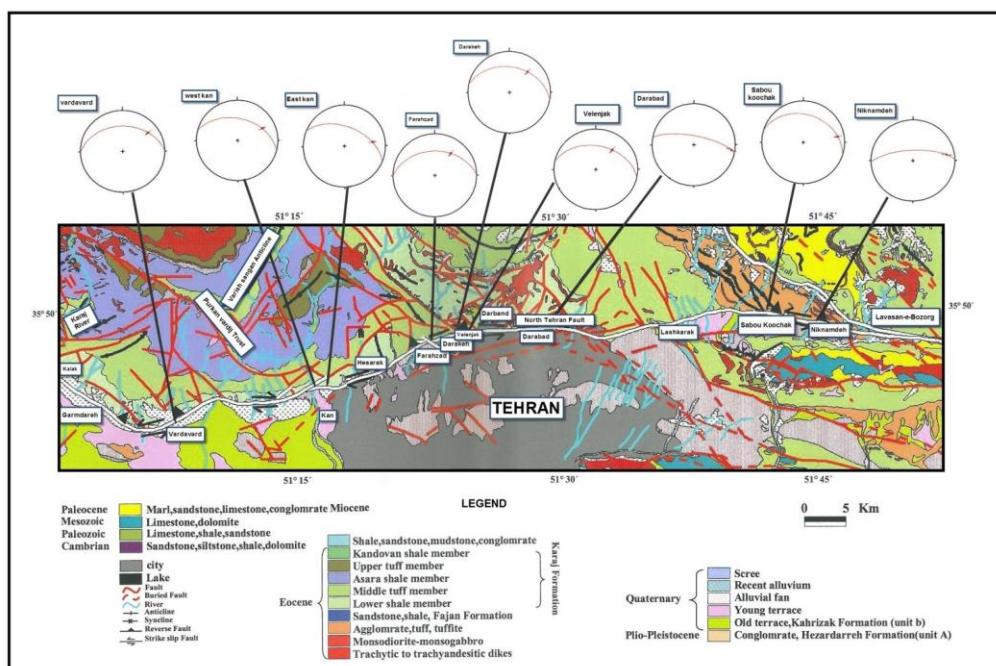 Darakeh
vardavard
west kan
East kan
Farahzad
Velenjak
Darabad
Sabou
koochak
Niknamdeh
51° 15´
51° 30´
51° 45´
35° 50´
35° 50´
Karaj
River
Purkan vardij Trust
Varish sangan Anticline
Kalak
Garmdareh
Vardavard
Kan
Hesarak
Farahzad
Darakeh
Velenjak
Darband
North Tehran Fault
Darabad
Lashkarak
Sabou Koochak
Niknamdeh
Lavasan-e-Bozorg
TEHRAN
51° 15´
51° 30´
51° 45´
LEGEND
0 5 Km
Paleocene Marl,sandstone,limestone,conglomrate Miocene
Mesozoic Limestone,dolomite
Paleozoic Limestone,shale,sandstone
Cambrian Sandstone,siltstone,shale,dolomite
city
Lake
Fault
Buried Fault
River
Anticline
Syncline
Reverse Fault
Strike slip Fault
Eocene
Shale,sandstone,mudstone,conglomrate
Kandovan shale member
Upper tuff member
Asara shale member
Middle tuff member
Lower shale member
Sandstone,shale, Fajan Formation
Agglomrate,tuff, tuffite
Monsodiorite-monsogabbro
Trachytic to trachyandesitic dikes
Karaj Formation
Quaternary
Scree
Recent alluvium
Alluvial fan
Young terrace
Old terrace,Kahrizak Formation (unit b)
Plio-Pleistocene Conglomrate, Hezardarreh Formation(unit A)